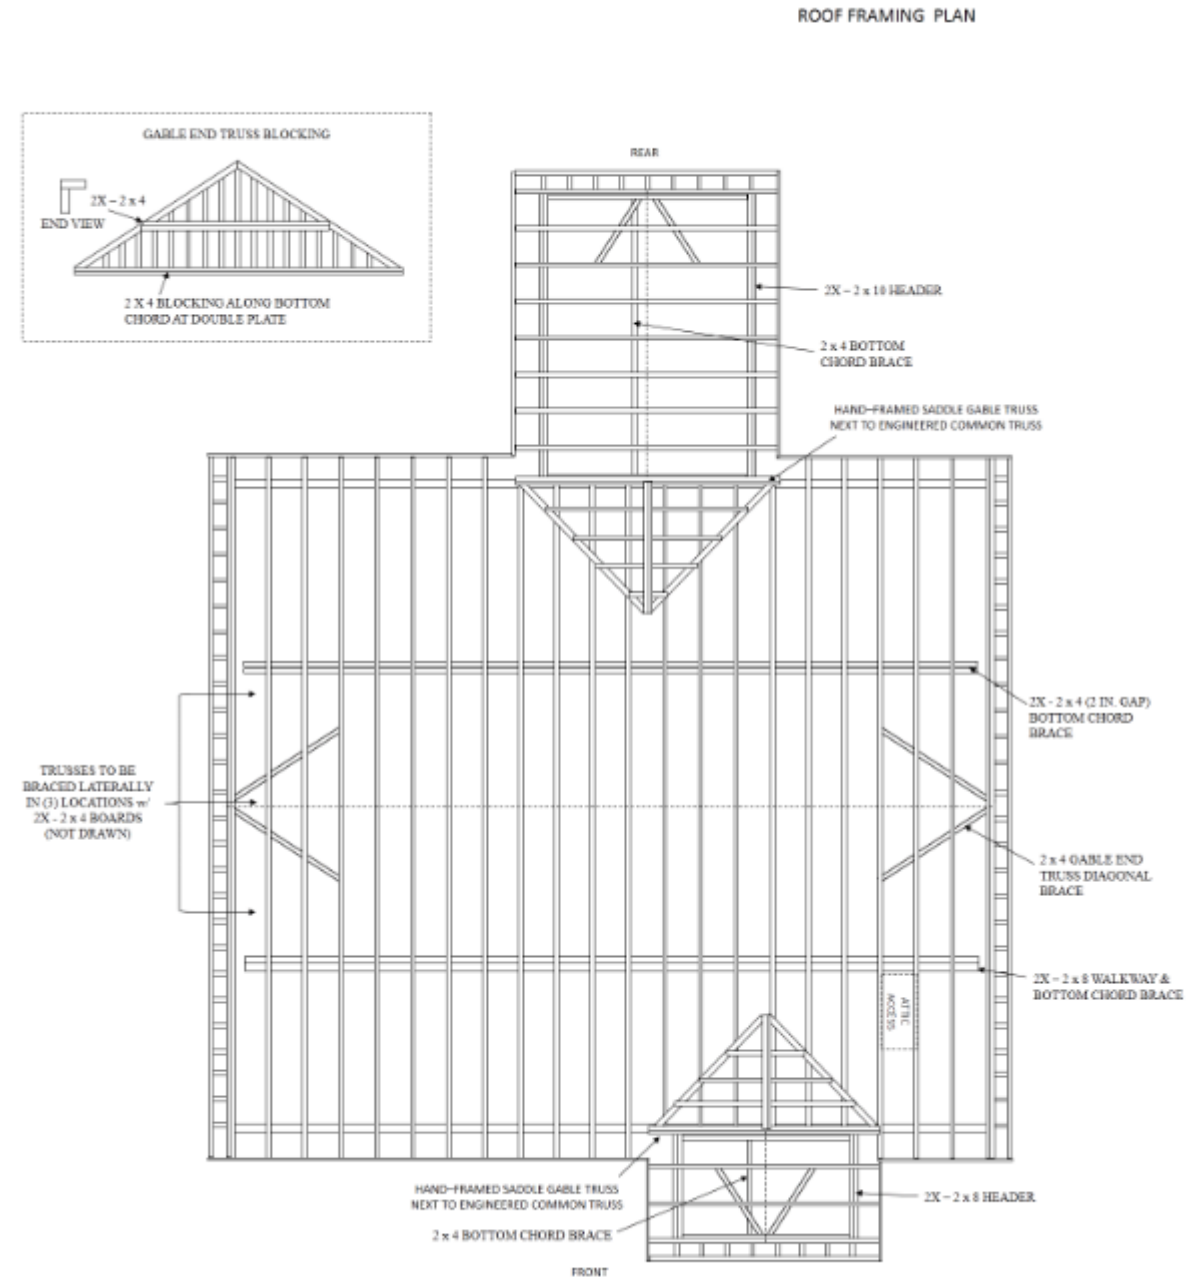 ROOF FRAMING PLAN
GABLE END TRUSS BLOCKING
2X – 2 x 4
END VIEW
2 X 4 BLOCKING ALONG BOTTOM
CHORD AT DOUBLE PLATE
REAR
2X – 2 x 10 HEADER
2 x 4 BOTTOM
CHORD BRACE
HAND-FRAMED SADDLE GABLE TRUSS
NEXT TO ENGINEERED COMMON TRUSS
2X - 2 x 4 (2 IN. GAP)
BOTTOM CHORD
BRACE
TRUSSES TO BE
BRACED LATERALLY
IN (3) LOCATIONS w/
2X - 2 x 4 BOARDS
(NOT DRAWN)
2 x 4 GABLE END
TRUSS DIAGONAL
BRACE
2X – 2 x 8 WALKWAY &
BOTTOM CHORD BRACE
ATTIC
ACCESS
HAND-FRAMED SADDLE GABLE TRUSS
NEXT TO ENGINEERED COMMON TRUSS
2X – 2 x 8 HEADER
2 x 4 BOTTOM CHORD BRACE
FRONT